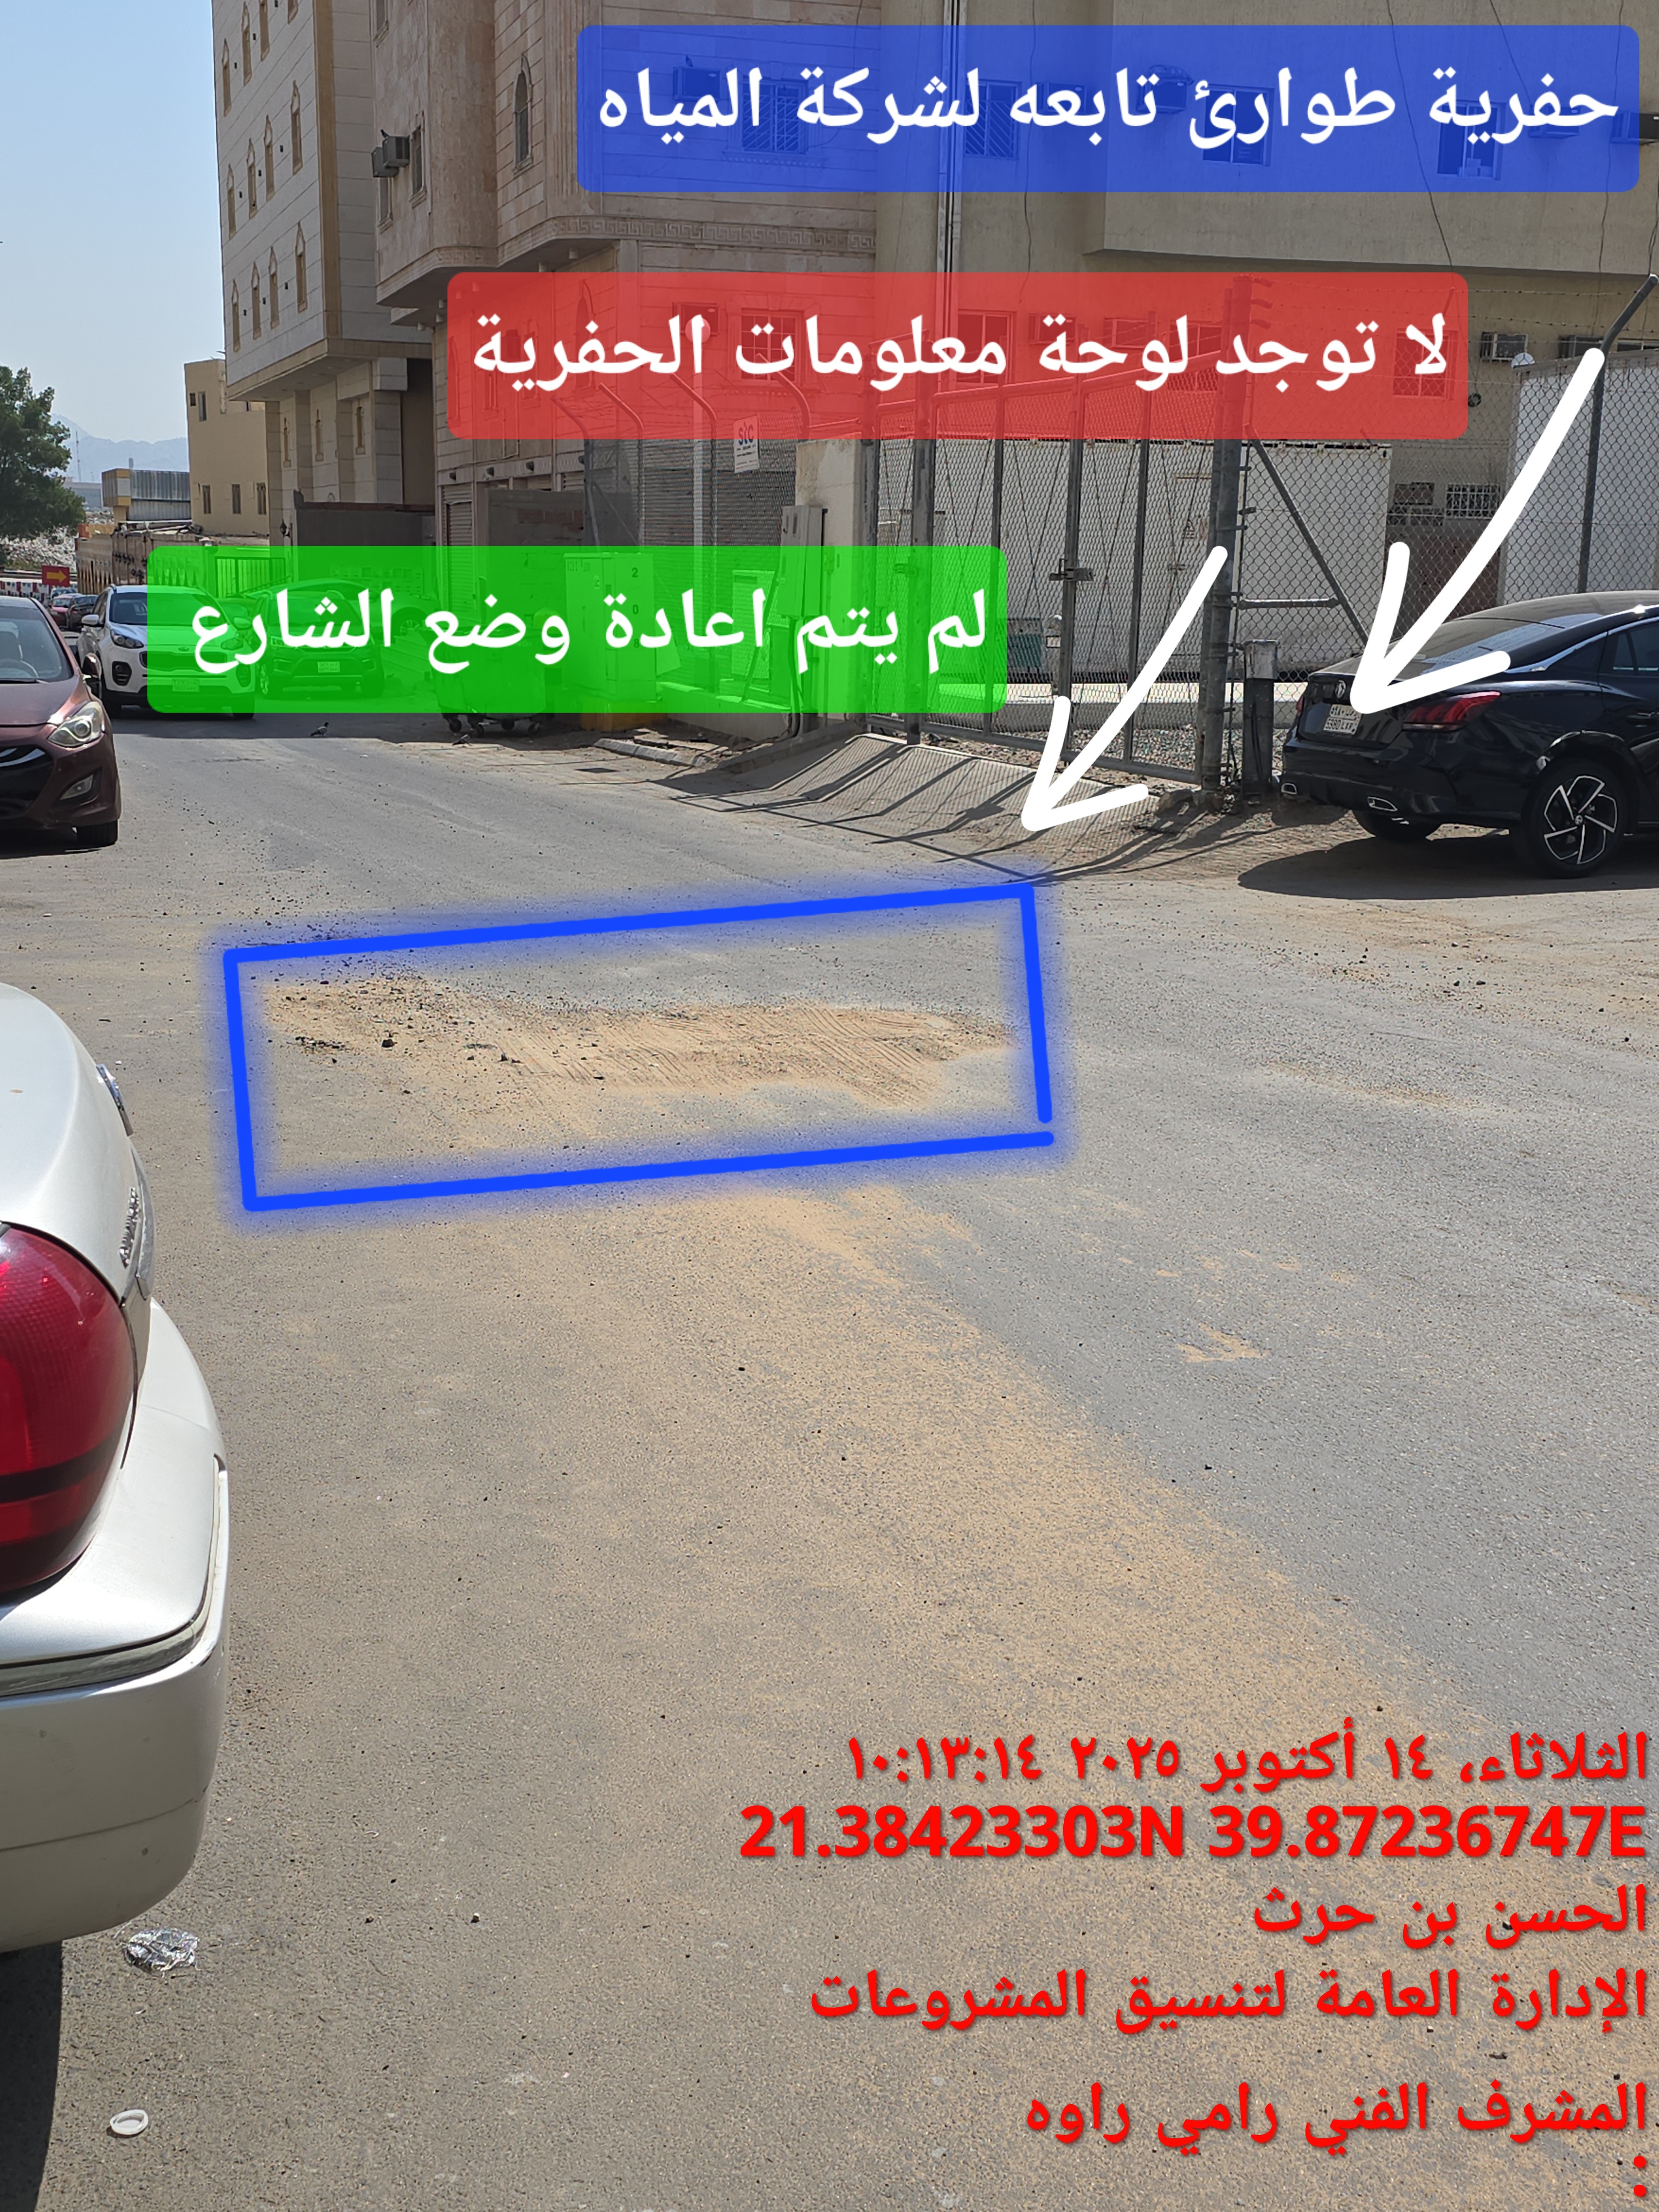 حفرية طوارئ تابعه لشركة المياه
لا توجد لوحة معلومات الحفرية
stc
لم يتم اعادة وضع الشارع
الثلاثاء، ١٤ أكتوبر ٢٠٢٥ ١٠:١٣:١٤
21.38423303N 39.87236747E
الحسن بن حرث
الإدارة العامة لتنسيق المشروعات
المشرف الفني رامي راوه
: